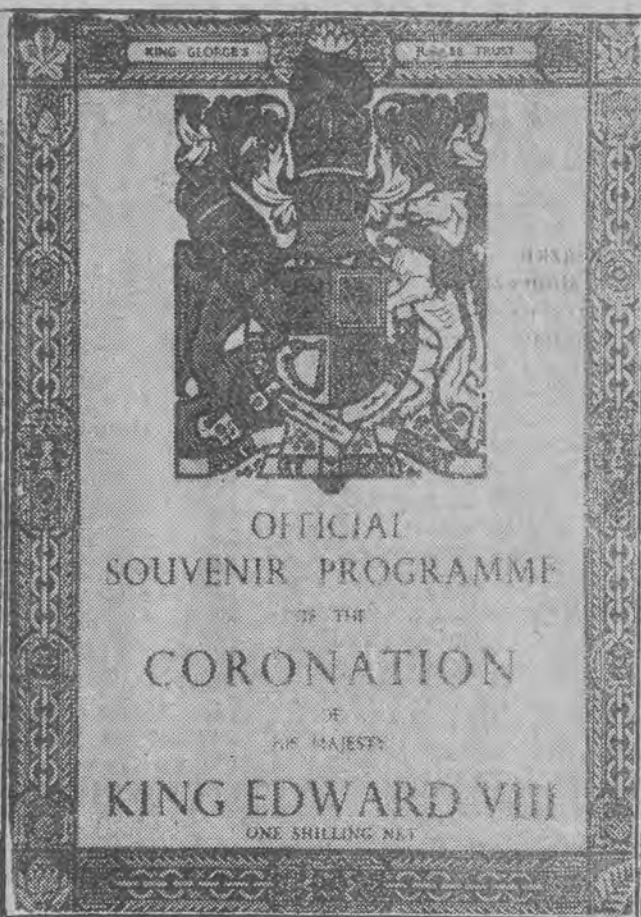 KING GEORGE'S TRUST
OFFICIAL
SOUVENIR PROGRAMME
OF THE
CORONATION
OF
HIS MAJESTY
KING EDWARD VIII
ONE SHILLING NET